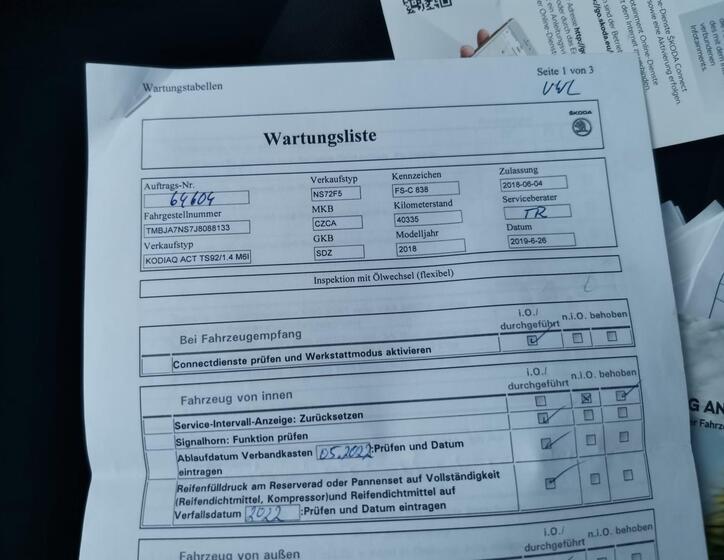 Wartungstabellen
Seite 1 von 3
ŠKODA
Wartungsliste
Auftrags-Nr.
64604
Fahrgestellnummer
TMBJA7NS7J8088133
Verkaufstyp
KODIAQ ACT TS92/1.4 M6I
Verkaufstyp
NS72F5
MKB
CZCA
GKB
SDZ
Kennzeichen
FS-C 838
Kilometerstand
40335
Modelljahr
2018
Zulassung
2018-06-04
Serviceberater
TR
Datum
2019-6-26
Inspektion mit Ölwechsel (flexibel)
Bei Fahrzeugempfang
i.O./
durchgeführt
n.i.O. behoben
Connectdienste prüfen und Werkstattmodus aktivieren
Fahrzeug von innen
i.O./
durchgeführt
n.i.O. behoben
Service-Intervall-Anzeige: Zurücksetzen
Signalhorn: Funktion prüfen
Ablaufdatum Verbandkasten 05.2022:Prüfen und Datum
eintragen
Reifenfülldruck am Reserverad oder Pannenset auf Vollständigkeit
(Reifendichtmittel, Kompressor)und Reifendichtmittel auf
Verfallsdatum 2022:Prüfen und Datum eintragen
Fahrzeug von außen
i.O./
durchgeführt
n.i.O. behoben